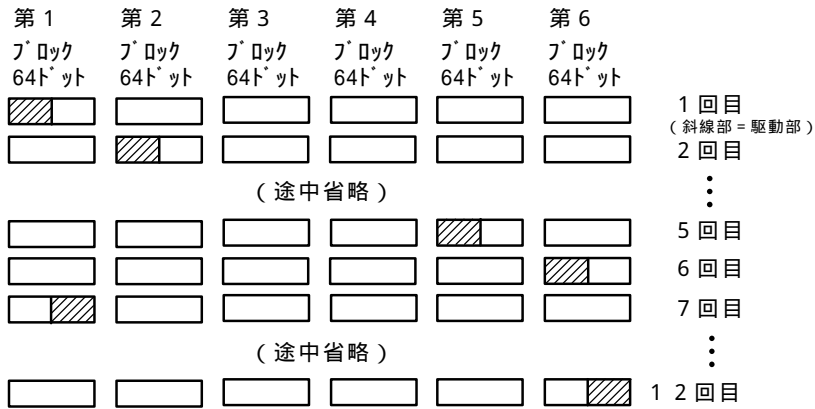 第1 第2 第3 第4 第5 第6
ﾌﾞﾛｯｸ ﾌﾞﾛｯｸ ﾌﾞﾛｯｸ ﾌﾞﾛｯｸ ﾌﾞﾛｯｸ ﾌﾞﾛｯｸ
64ﾄﾞｯﾄ 64ﾄﾞｯﾄ 64ﾄﾞｯﾄ 64ﾄﾞｯﾄ 64ﾄﾞｯﾄ 64ﾄﾞｯﾄ
1回目
(斜線部=駆動部)
2回目
(途中省略)
5回目
6回目
7回目
(途中省略)
12回目